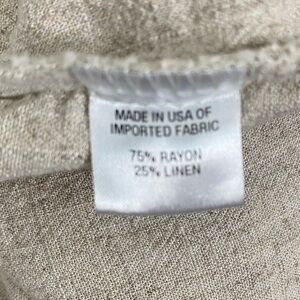 MADE IN USA OF
IMPORTED FABRIC
75% RAYON
25% LINEN